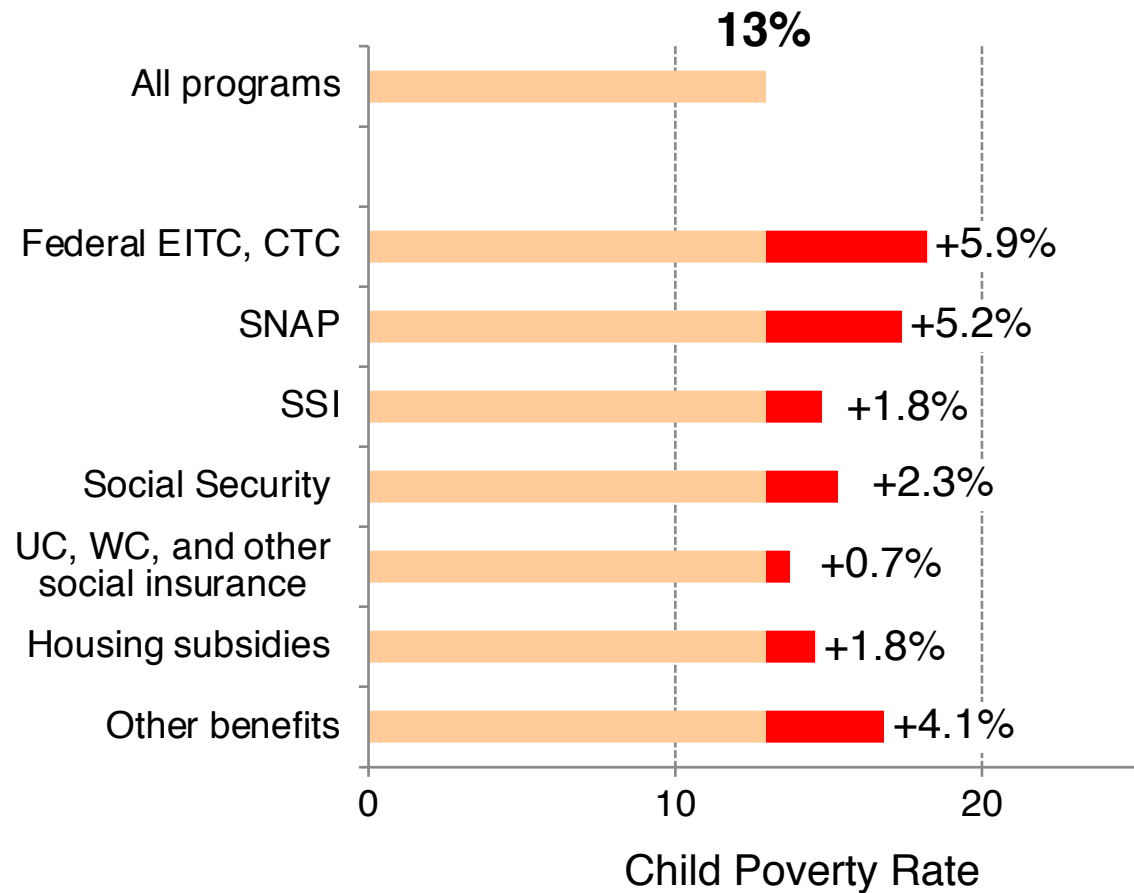 13%
All programs
Federal EITC, CTC
+5.9%
SNAP
+5.2%
SSI
+1.8%
Social Security
+2.3%
UC, WC, and other
social insurance
+0.7%
Housing subsidies
+1.8%
Other benefits
+4.1%
0
10
20
Child Poverty Rate